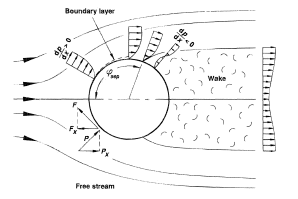 Boundary layer
dp/dx > 0
dp/dx < 0
φsep
Wake
F
Fx
P
Px
Free stream